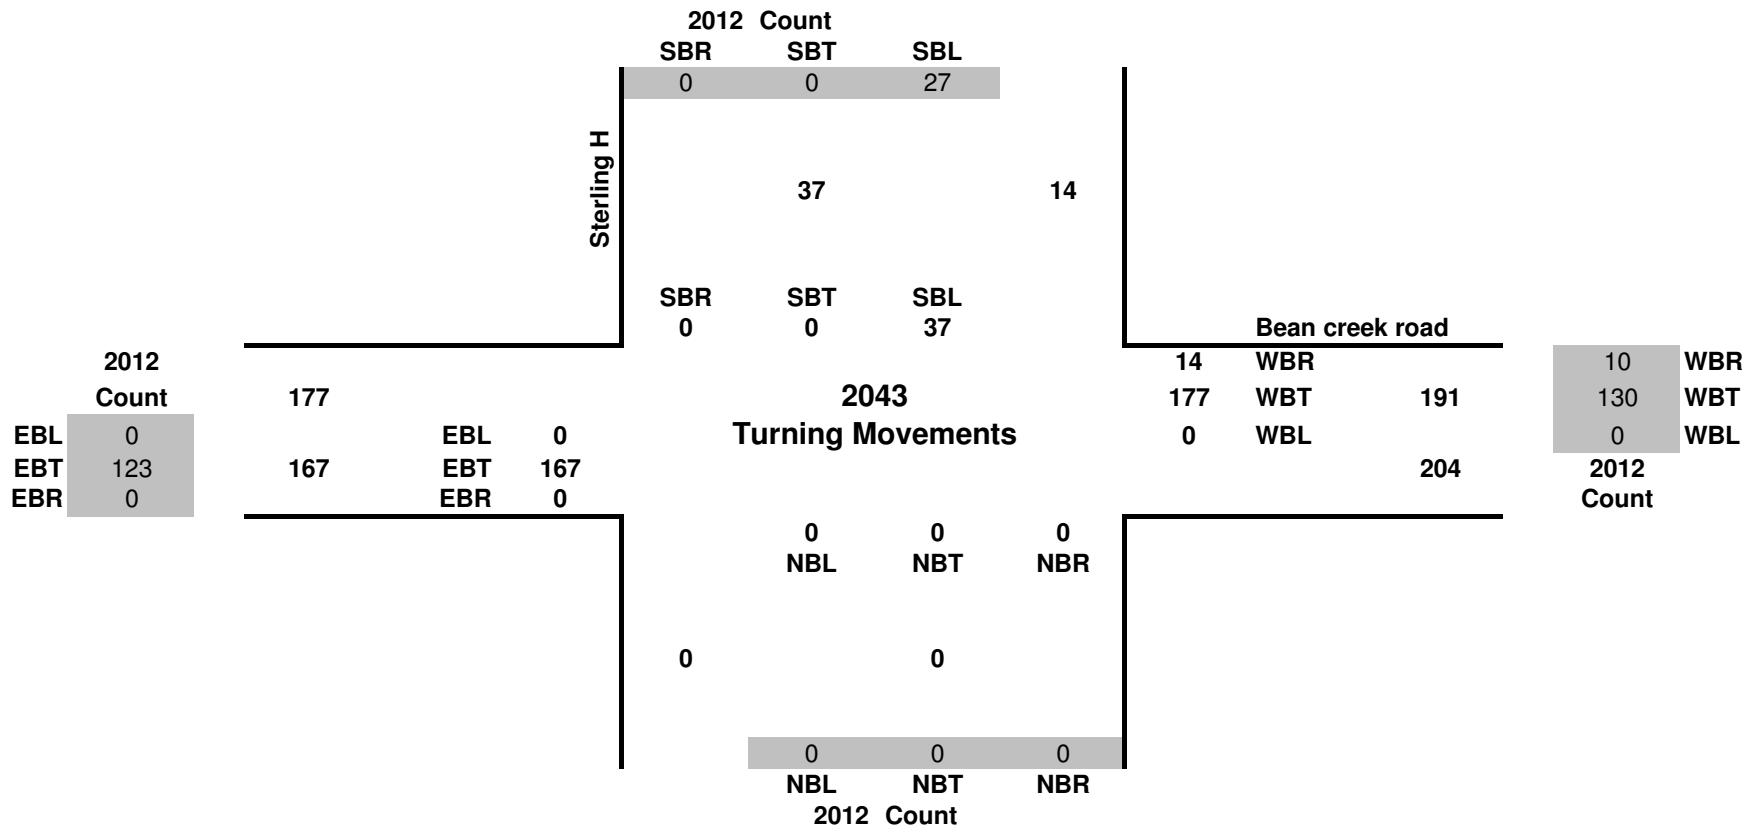 2012 Count
SBR SBT SBL
0 0 27
Sterling H
37 14
SBR SBT SBL
0 0 37
Bean creek road
2012
Count
14 WBR
10 WBR
177
2043
177 WBT 191
130 WBT
EBL 0
EBL 0
Turning Movements
0 WBL
0 WBL
EBT 123
167 EBT 167
204
2012
EBR 0
EBR 0
Count
0 0 0
NBL NBT NBR
0 0
0 0 0
NBL NBT NBR
2012 Count